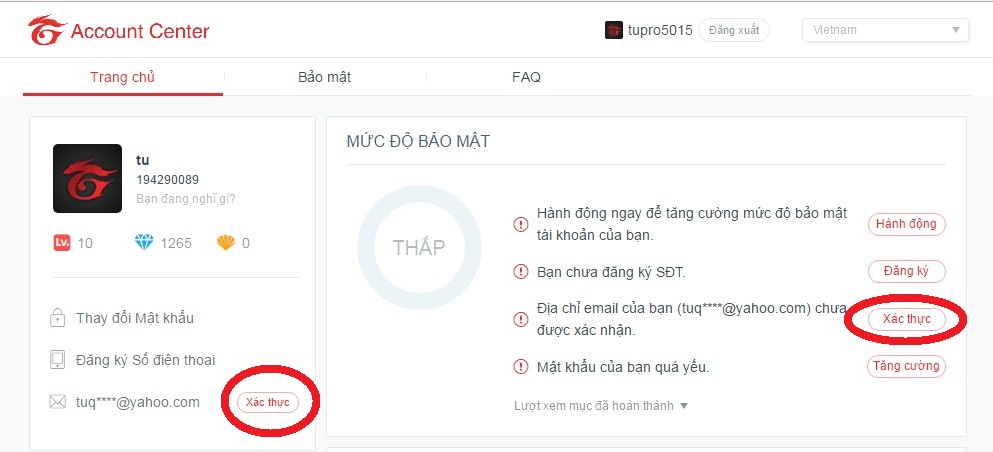 Account Center
tupro5015
Đăng xuất
Vietnam
Trang chủ
Bảo mật
FAQ
tu
194290089
Bạn đang nghĩ gì?
Lv. 10
1265
0
Thay đổi Mật khẩu
Đăng ký Số điện thoại
tuq****@yahoo.com
Xác thực
MỨC ĐỘ BẢO MẬT
THẤP
Hành động ngay để tăng cường mức độ bảo mật
tài khoản của bạn.
Hành động
Bạn chưa đăng ký SĐT.
Đăng ký
Địa chỉ email của bạn (tuq****@yahoo.com) chưa
được xác nhận.
Xác thực
Mật khẩu của bạn quá yếu.
Tăng cường
Lượt xem mục đã hoàn thành